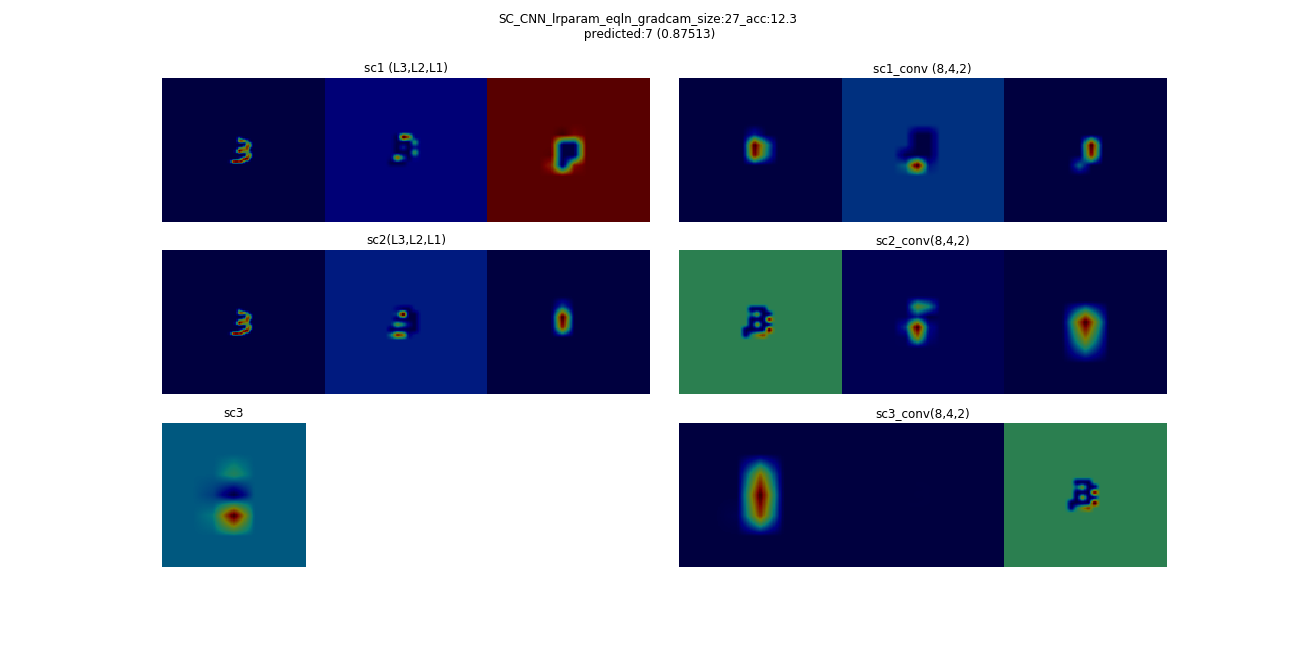 SC_CNN_lrparam_eqln_gradcam_size:27_acc:12.3
predicted:7 (0.87513)
sc1 (L3,L2,L1)
sc1_conv (8,4,2)
sc2(L3,L2,L1)
sc2_conv(8,4,2)
sc3
sc3_conv(8,4,2)